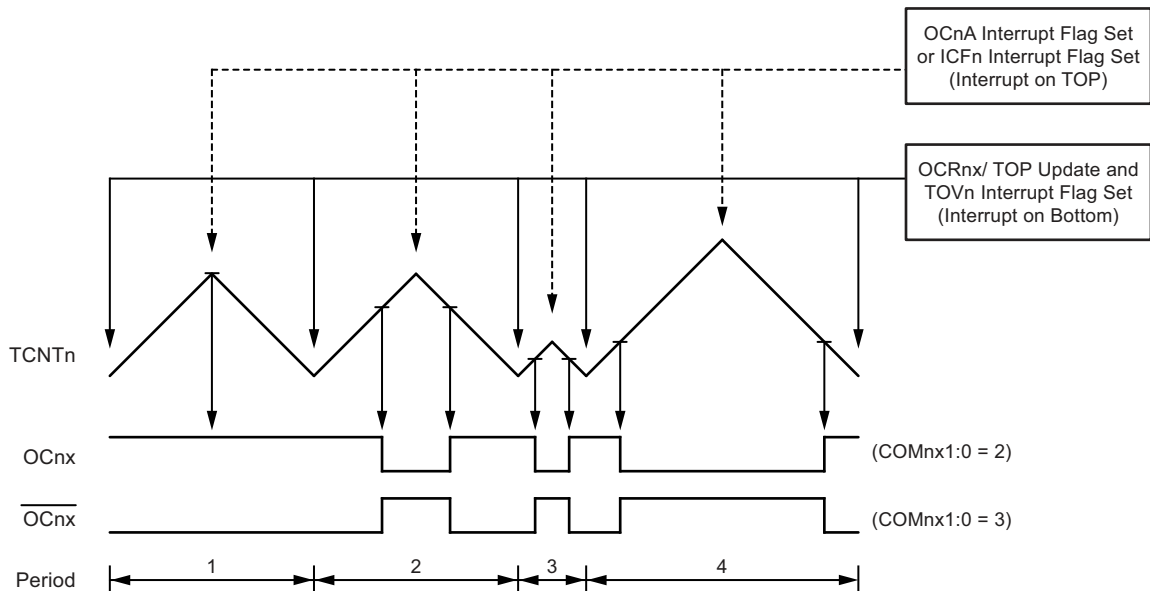 OCnA Interrupt Flag Set
or ICFn Interrupt Flag Set
(Interrupt on TOP)
OCRnx/ TOP Update and
TOVn Interrupt Flag Set
(Interrupt on Bottom)
TCNTn
OCnx
(COMnx1:0 = 2)
OCnx
(COMnx1:0 = 3)
Period
1
2
3
4